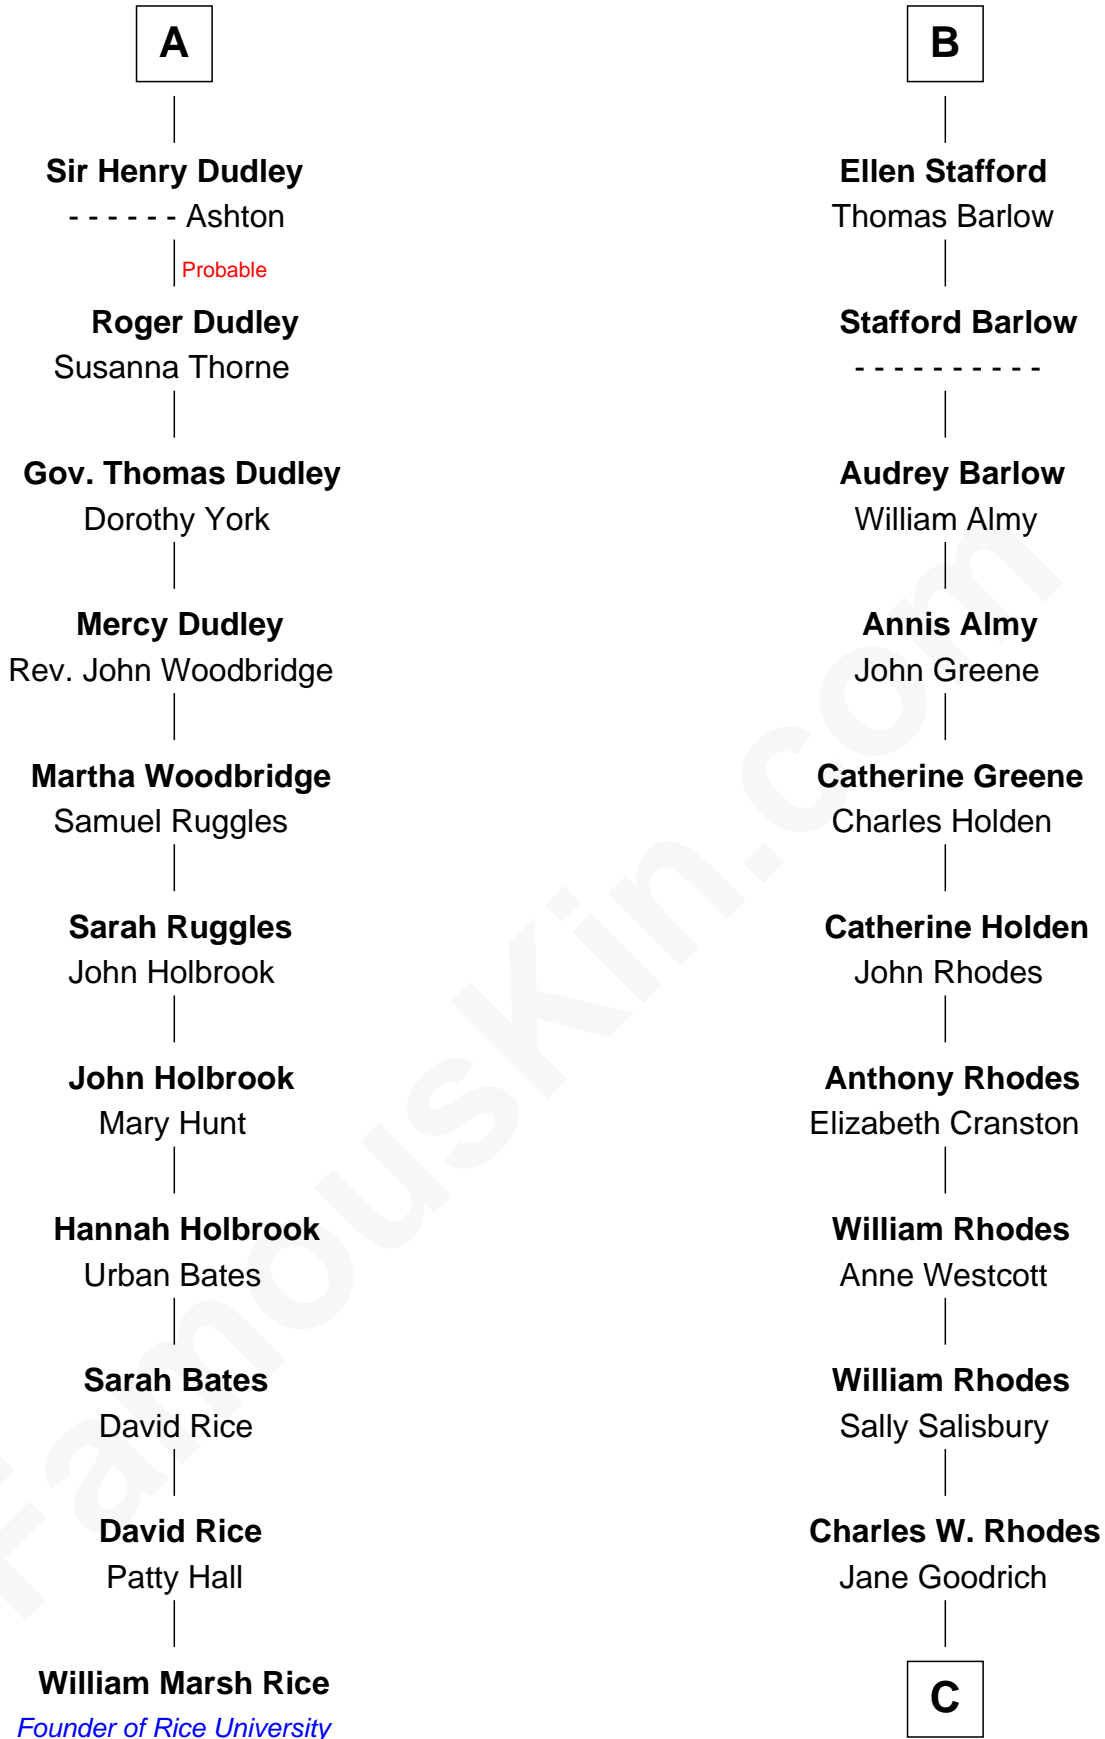 A
Sir Henry Dudley
- - - - - - Ashton
Probable
Roger Dudley
Susanna Thorne
Gov. Thomas Dudley
Dorothy York
Mercy Dudley
Rev. John Woodbridge
Martha Woodbridge
Samuel Ruggles
Sarah Ruggles
John Holbrook
John Holbrook
Mary Hunt
Hannah Holbrook
Urban Bates
Sarah Bates
David Rice
David Rice
Patty Hall
William Marsh Rice
Founder of Rice University
B
Ellen Stafford
Thomas Barlow
Stafford Barlow
- - - - - - - - - -
Audrey Barlow
William Almy
Annis Almy
John Greene
Catherine Greene
Charles Holden
Catherine Holden
John Rhodes
Anthony Rhodes
Elizabeth Cranston
William Rhodes
Anne Westcott
William Rhodes
Sally Salisbury
Charles W. Rhodes
Jane Goodrich
C
FamousKin.com